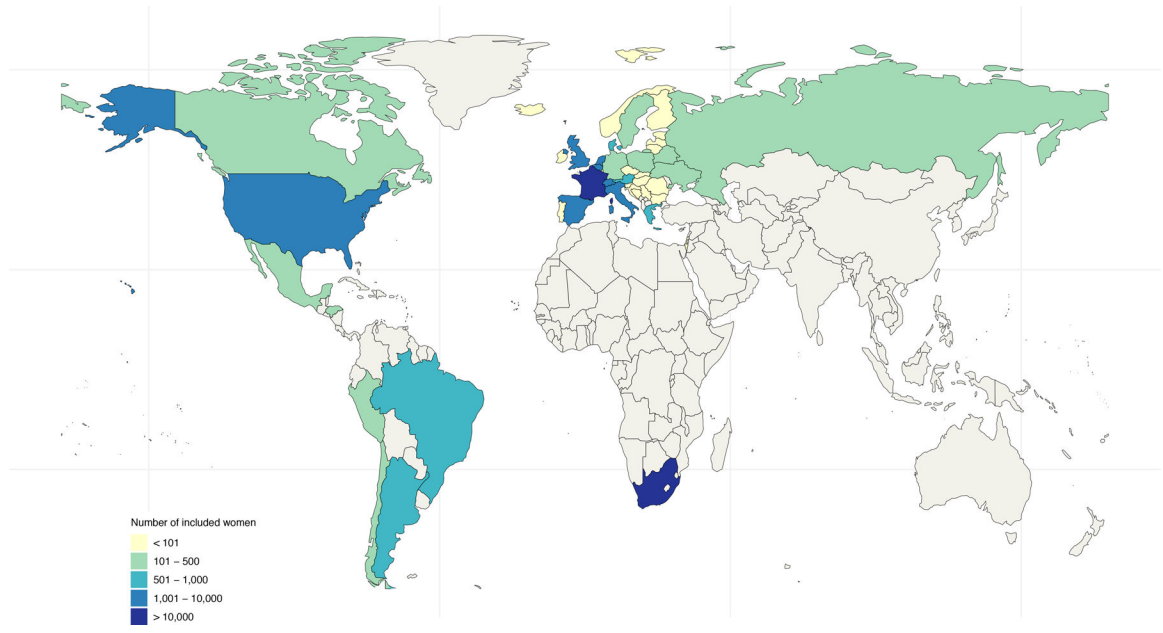 Number of included women
< 101
101 – 500
501 – 1,000
1,001 – 10,000
> 10,000